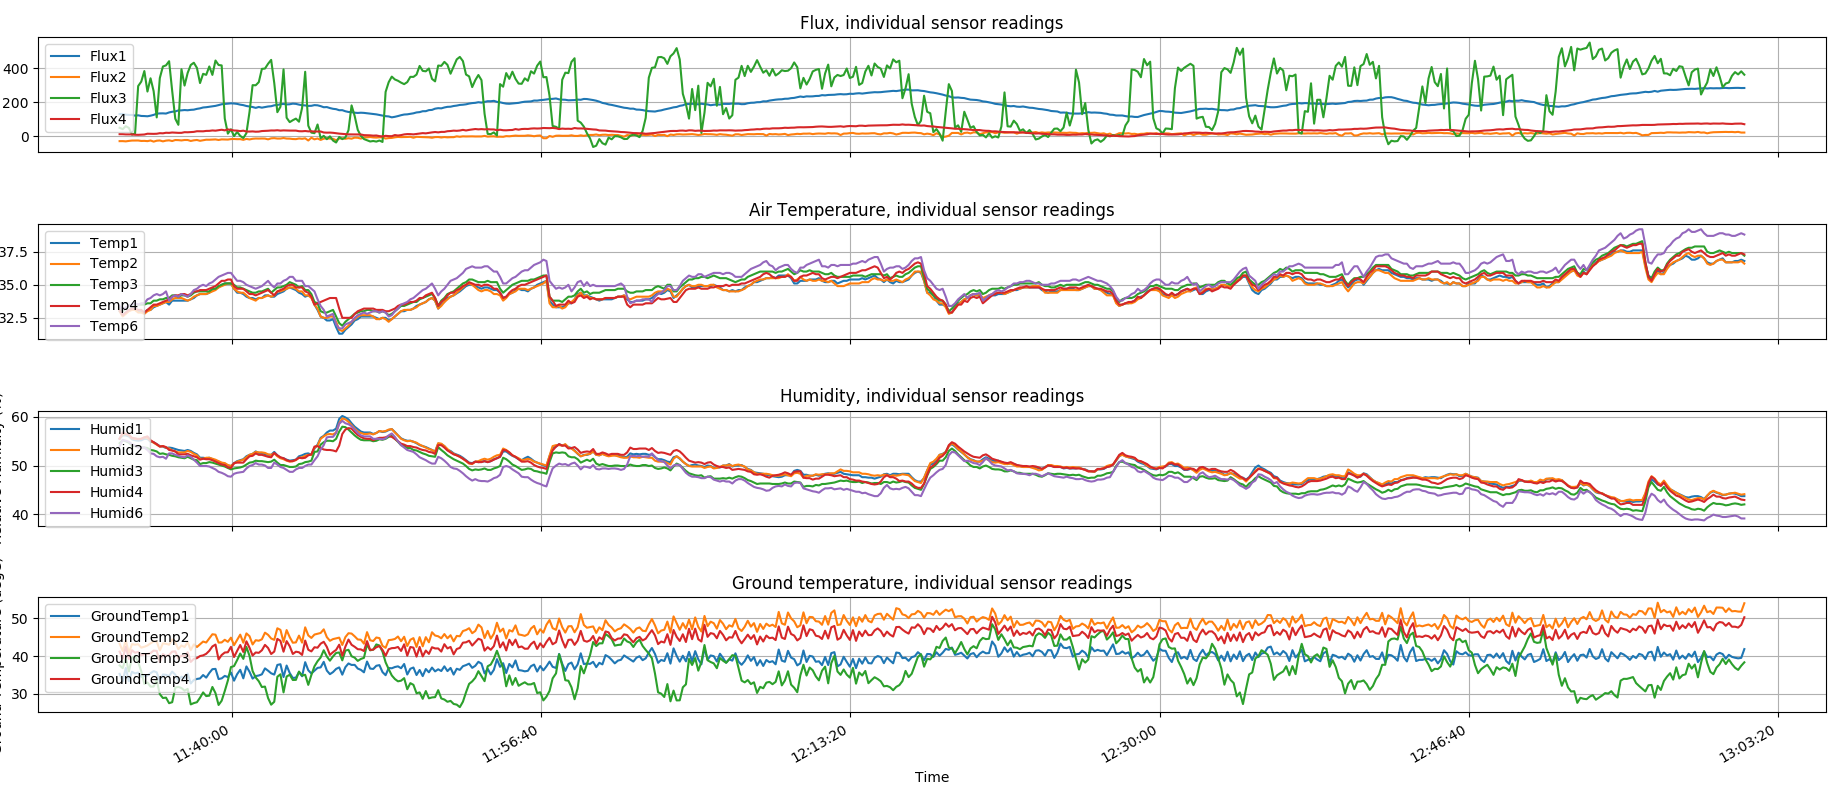 Flux, individual sensor readings
Flux1
Flux2
Flux3
Flux4
400
200
0
Air Temperature, individual sensor readings
Temp1
Temp2
Temp3
Temp4
Temp6
37.5
35.0
32.5
Humidity, individual sensor readings
Humid1
Humid2
Humid3
Humid4
Humid6
60
50
40
Ground temperature, individual sensor readings
GroundTemp1
GroundTemp2
GroundTemp3
GroundTemp4
50
40
30
11:40:00
11:56:40
12:13:20
12:30:00
12:46:40
13:03:20
Time